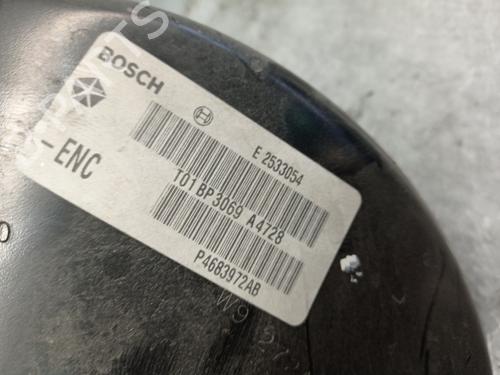 BOSCH
E 2533054
-ENC
T01BP3069 A4728
P4683972AB